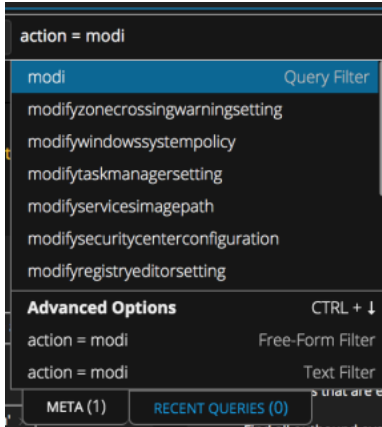 action = modi
modi Query Filter
modifyzonecrossingwarningsetting
modifywindowssystempolicy
modifytaskmanagersetting
modifyservicesimagepath
modifysecuritycenterconfiguration
modifyregistryeditorsetting
Advanced Options CTRL + ↓
action = modi Free-Form Filter
action = modi Text Filter
META (1) RECENT QUERIES (0)